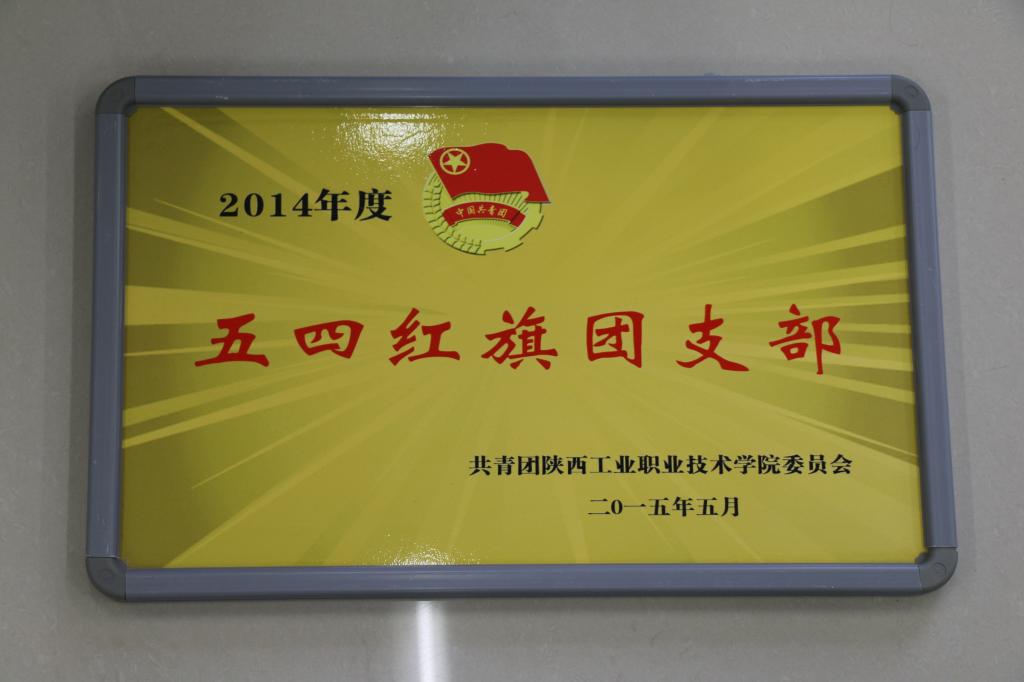 2014年度
中国共青团
五四红旗团支部
共青团陕西工业职业技术学院委员会
二0一五年五月